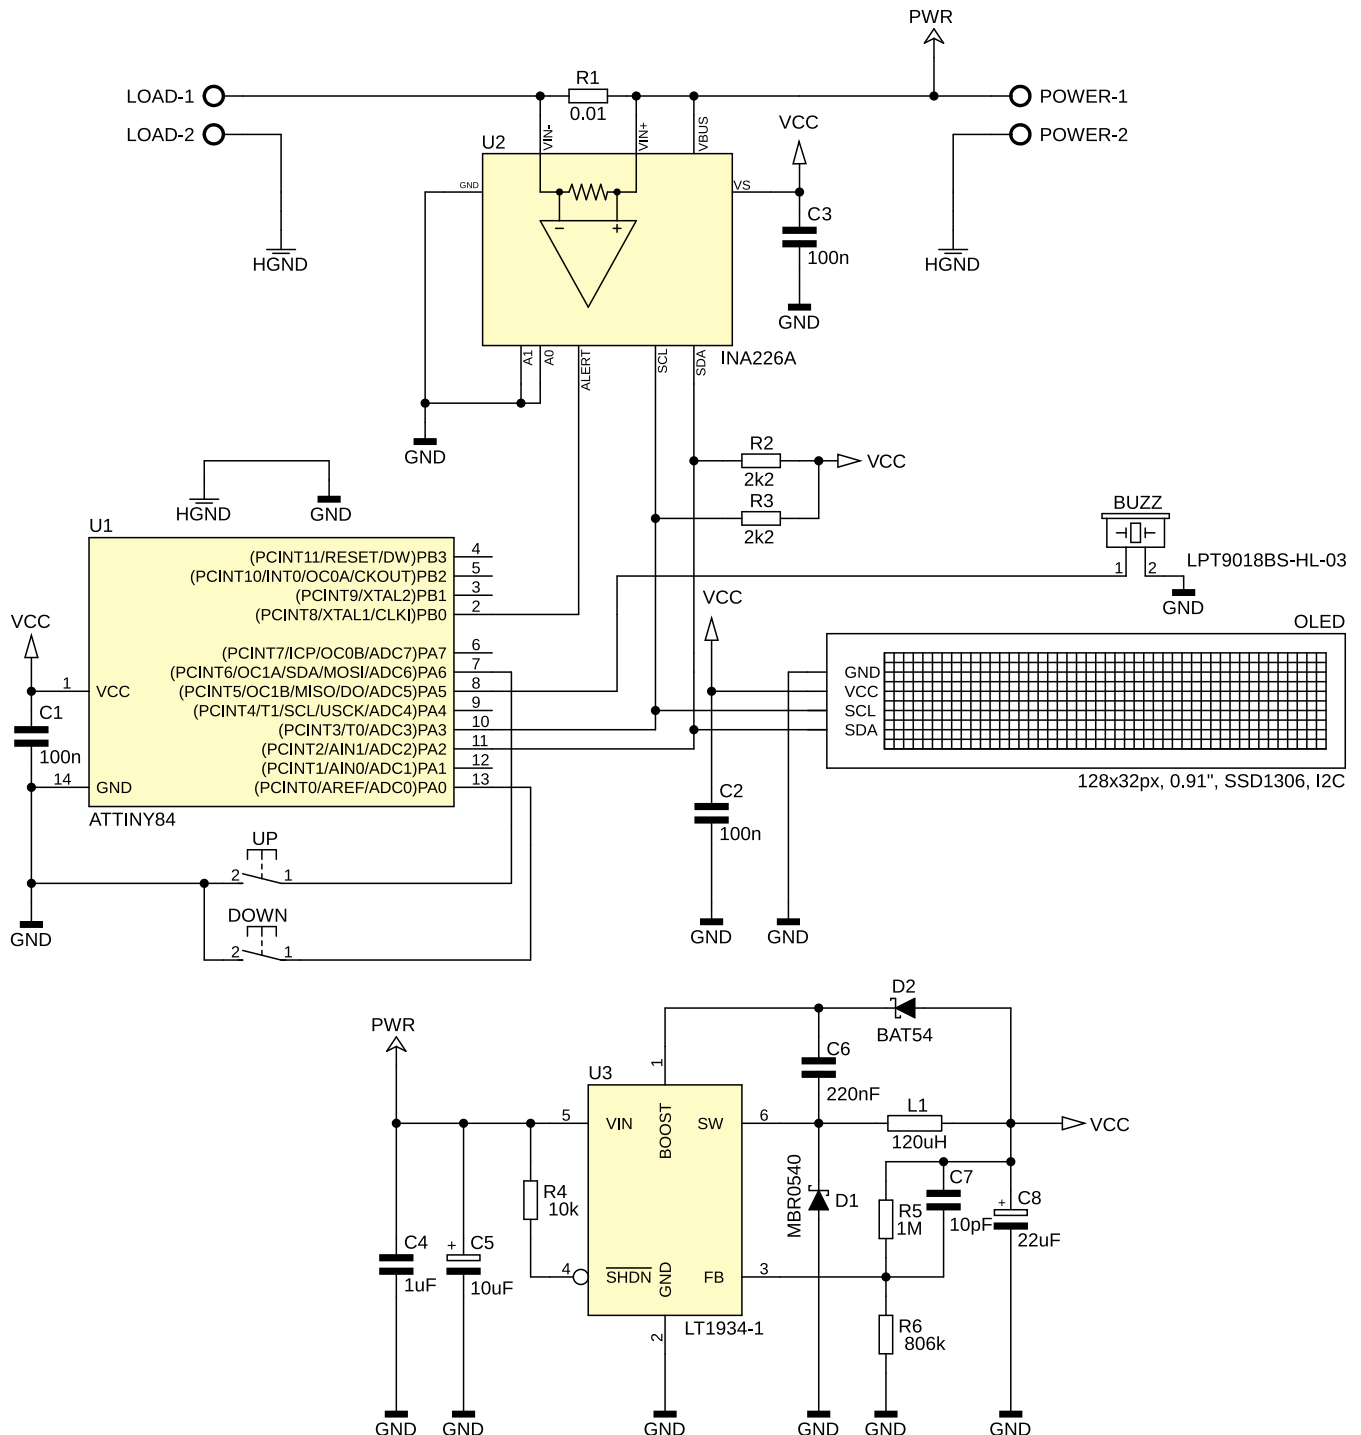 PWR
LOAD-1
R1
0.01
POWER-1
LOAD-2
POWER-2
VIN-
VIN+
VBUS
VCC
U2
GND
VS
- +
C3
100n
HGND
HGND
GND
A1
A0
ALERT
SCL
SDA
INA226A
GND
R2
2k2
VCC
R3
2k2
HGND
GND
BUZZ
1 2
LPT9018BS-HL-03
GND
U1
(PCINT11/RESET/DW)PB3 4
(PCINT10/INT0/OC0A/CKOUT)PB2 5
(PCINT9/XTAL2)PB1 3
(PCINT8/XTAL1/CLKI)PB0 2
(PCINT7/ICP/OC0B/ADC7)PA7 6
(PCINT6/OC1A/SDA/MOSI/ADC6)PA6 7
(PCINT5/OC1B/MISO/DO/ADC5)PA5 8
(PCINT4/T1/SCL/USCK/ADC4)PA4 9
(PCINT3/T0/ADC3)PA3 10
(PCINT2/AIN1/ADC2)PA2 11
(PCINT1/AIN0/ADC1)PA1 12
(PCINT0/AREF/ADC0)PA0 13
VCC
1 VCC
C1
100n
14 GND
ATTINY84
VCC
OLED
GND
VCC
SCL
SDA
128x32px, 0.91", SSD1306, I2C
C2
100n
UP
2 1
DOWN
2 1
GND
GND
GND
PWR
D2
BAT54
C6
220nF
U3
1
5 VIN
BOOST
SW 6
L1
120uH
VCC
R4
10k
MBR0540
D1
R5
1M
C7
10pF
+ C8
22uF
C4
1uF
+ C5
10uF
4 SHDN
GND
FB 3
2
LT1934-1
R6
806k
GND
GND
GND
GND
GND
GND